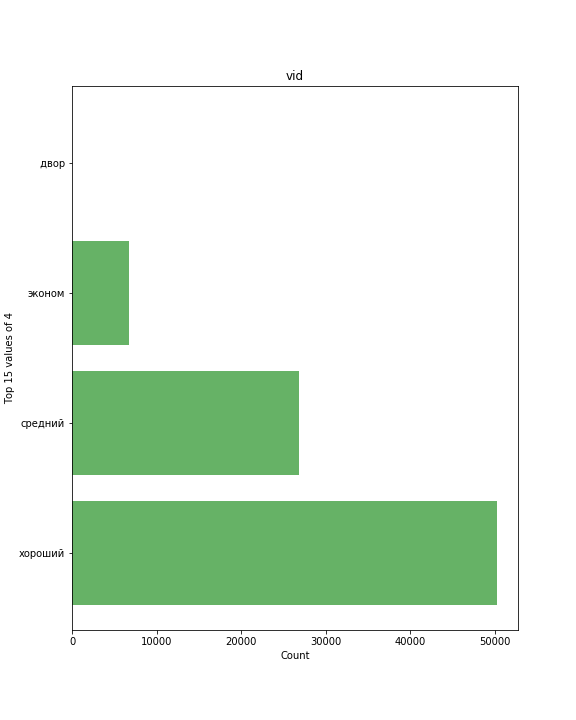 vid
двор
эконом
средний
хороший
Top 15 values of 4
0 10000 20000 30000 40000 50000
Count